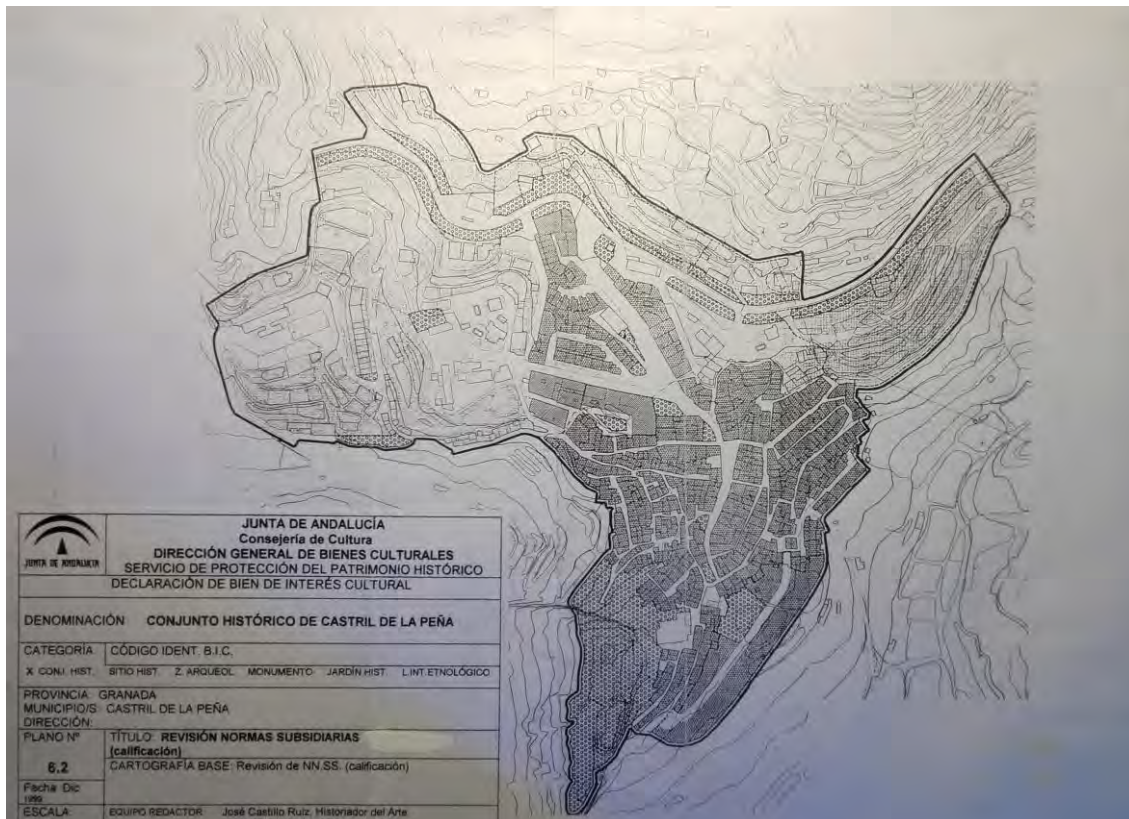 JUNTA DE ANDALUCIA
JUNTA DE ANDALUCÍA
Consejería de Cultura
DIRECCIÓN GENERAL DE BIENES CULTURALES
SERVICIO DE PROTECCIÓN DEL PATRIMONIO HISTÓRICO
DECLARACIÓN DE BIEN DE INTERÉS CULTURAL
DENOMINACIÓN CONJUNTO HISTÓRICO DE CASTRIL DE LA PEÑA
CATEGORÍA CÓDIGO IDENT. B.I.C.
X CONJ. HIST. SITIO HIST. Z. ARQUEOL. MONUMENTO JARDÍN HIST. L.INT.ETNOLÓGICO
PROVINCIA: GRANADA
MUNICIPIO/S: CASTRIL DE LA PEÑA
DIRECCIÓN:
PLANO Nº
6.2
TÍTULO: REVISIÓN NORMAS SUBSIDIARIAS
(calificación)
CARTOGRAFÍA BASE: Revisión de NN.SS. (calificación)
Fecha: Dic
ESCALA:
EQUIPO REDACTOR: José Castillo Ruiz, Historiador del Arte